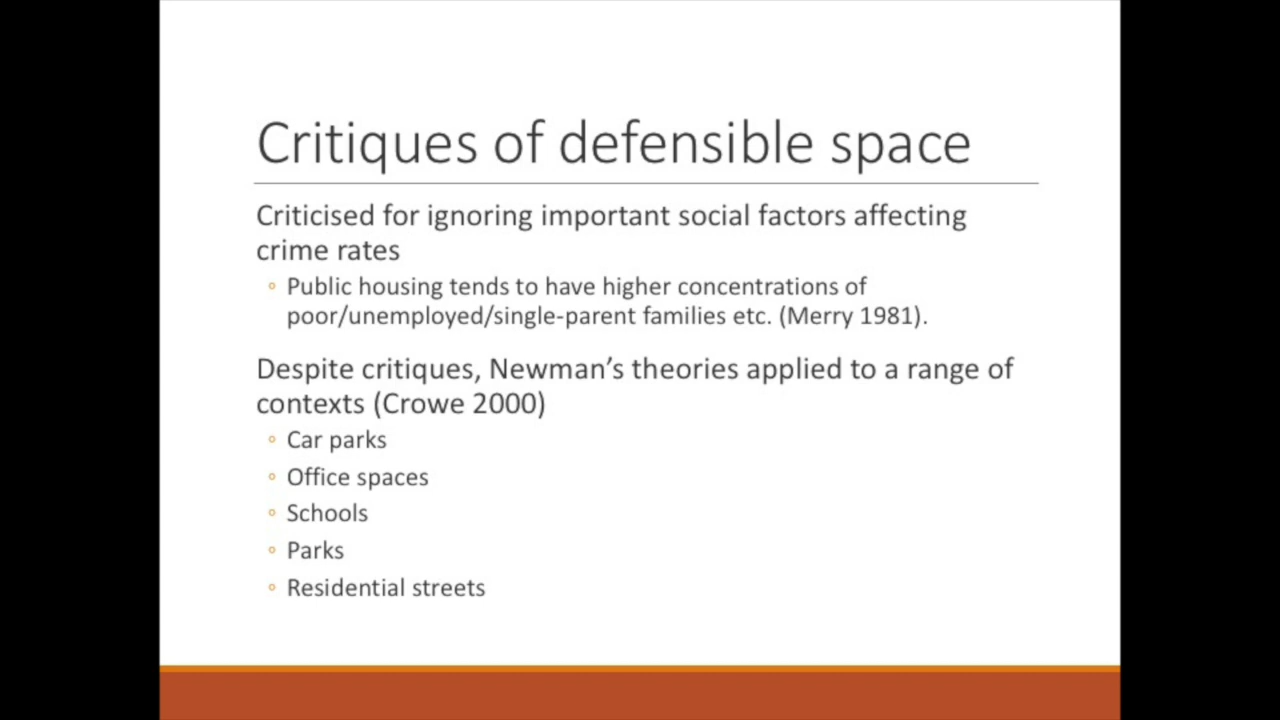 Critiques of defensible space
Criticised for ignoring important social factors affecting
crime rates
◦ Public housing tends to have higher concentrations of
poor/unemployed/single-parent families etc. (Merry 1981).
Despite critiques, Newman’s theories applied to a range of
contexts (Crowe 2000)
◦ Car parks
◦ Office spaces
◦ Schools
◦ Parks
◦ Residential streets